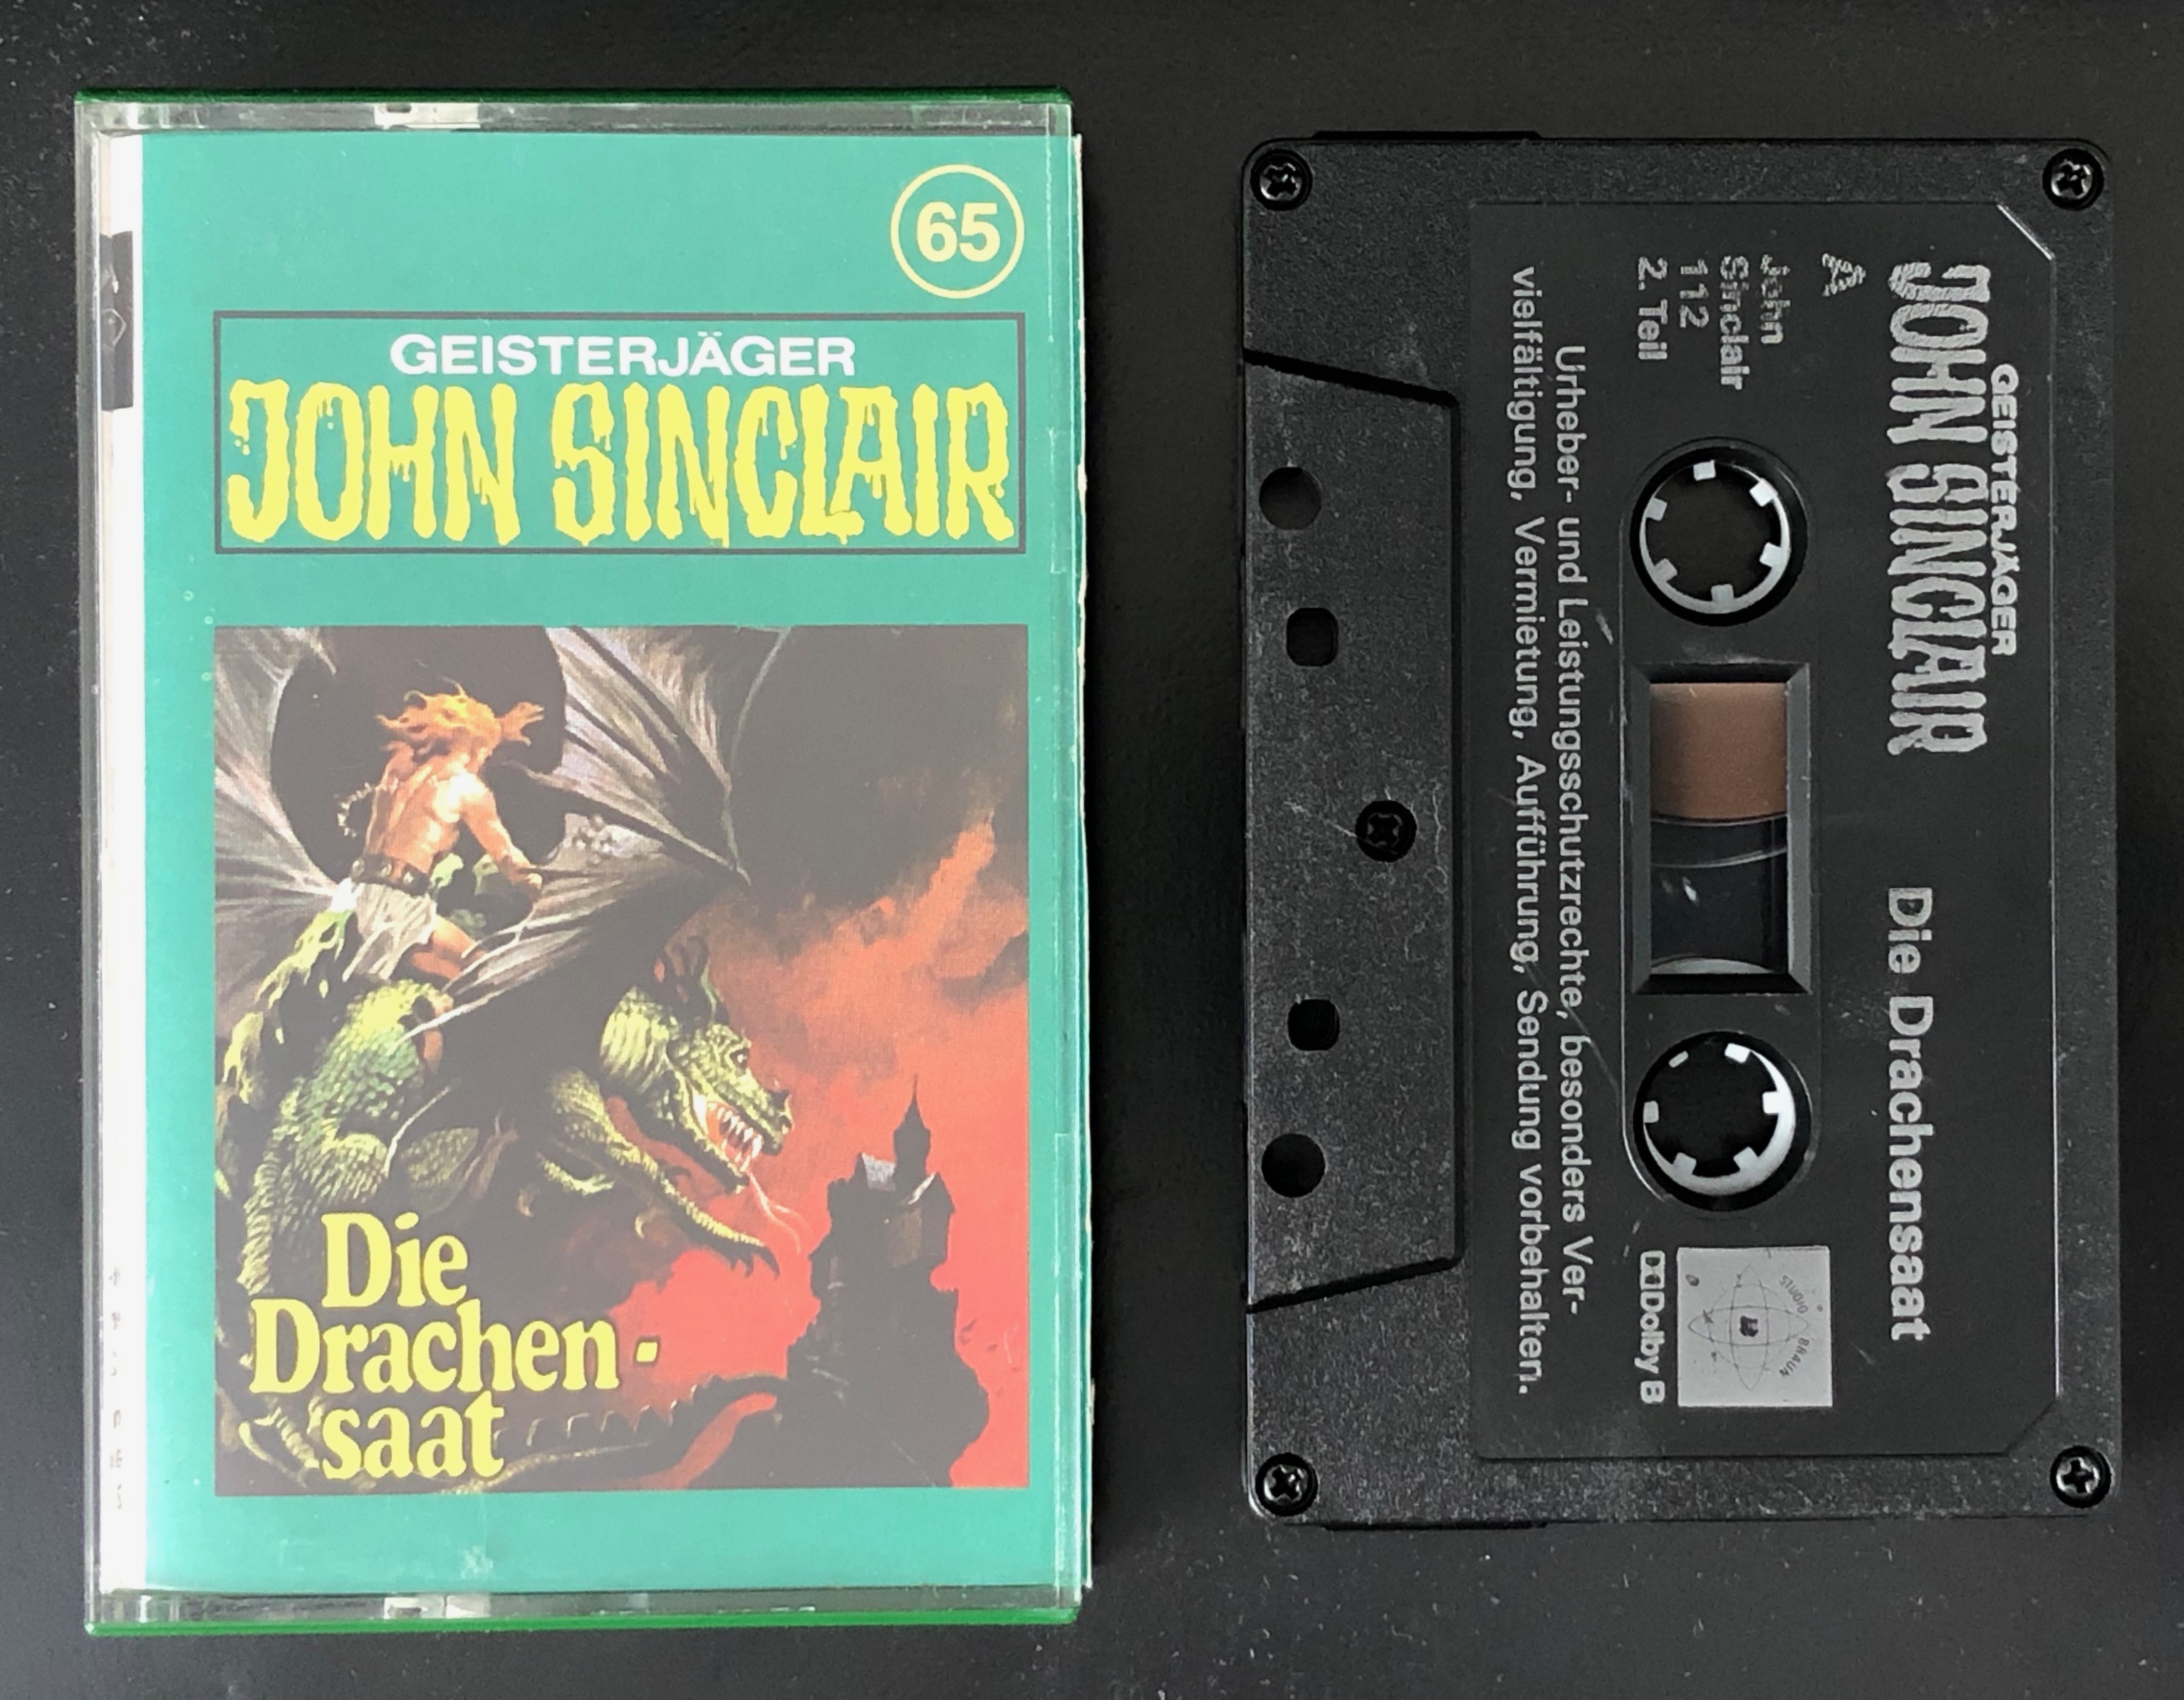 65
GEISTERJÄGER
JOHN SINCLAIR
Die
Drachen-
saat
GEISTERJÄGER
JOHN SINCLAIR
Die Drachensaat
A
John
Sinclair
112
2. Teil
STUDIO BRAUN
Dolby B
Urheber- und Leistungsschutzrechte, besonders Ver-
vielfältigung, Vermietung, Aufführung, Sendung vorbehalten.